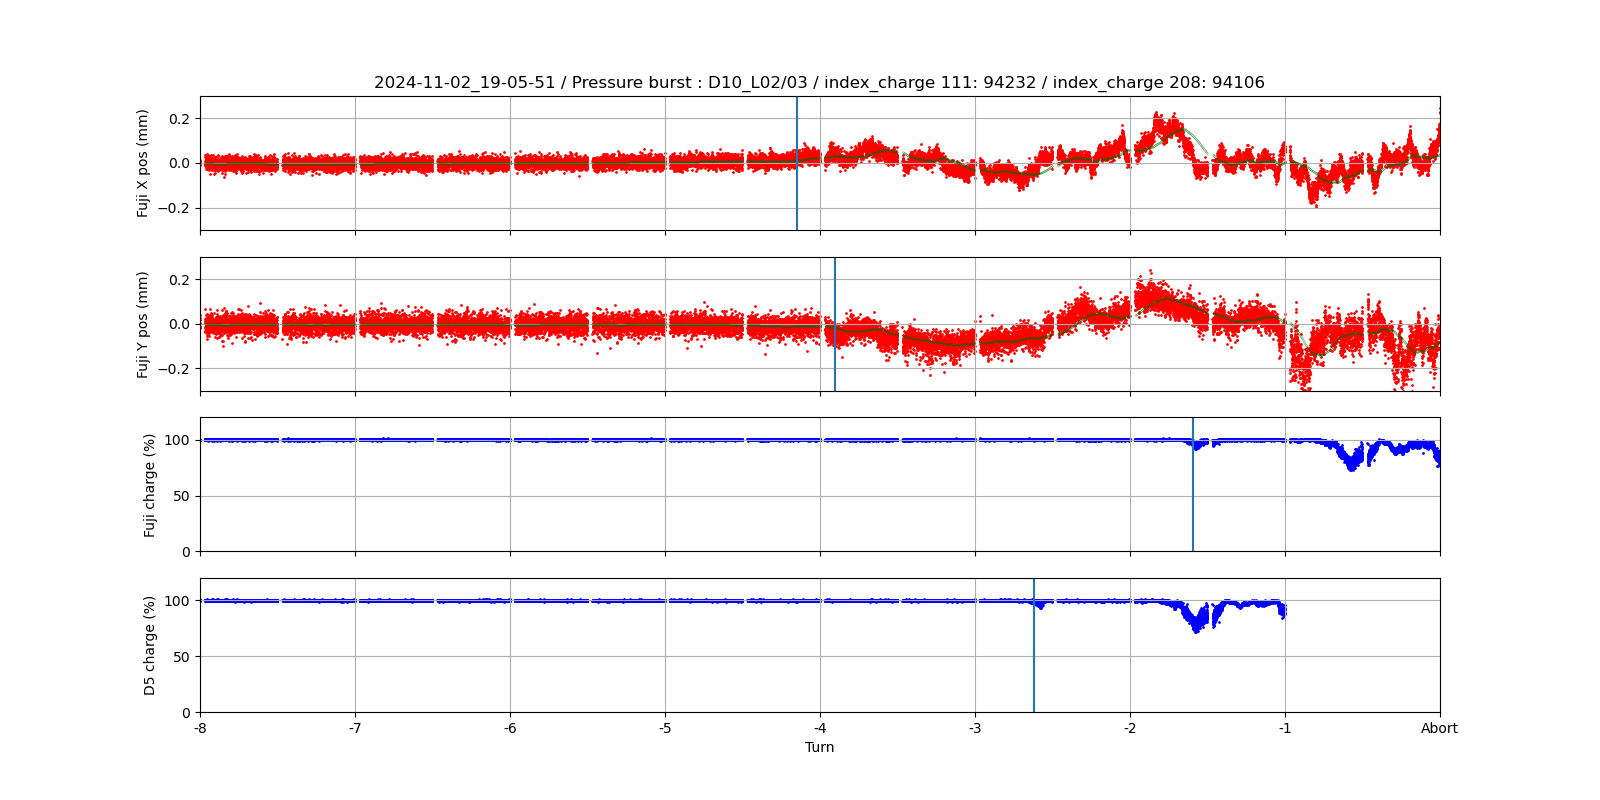 2024-11-02_19-05-51 / Pressure burst : D10_L02/03 / index_charge 111: 94232 / index_charge 208: 94106
Fuji X pos (mm)
0.2
0.0
−0.2
Fuji Y pos (mm)
0.2
0.0
−0.2
Fuji charge (%)
100
50
0
D5 charge (%)
100
50
0
-8 -7 -6 -5 -4 -3 -2 -1 Abort
Turn